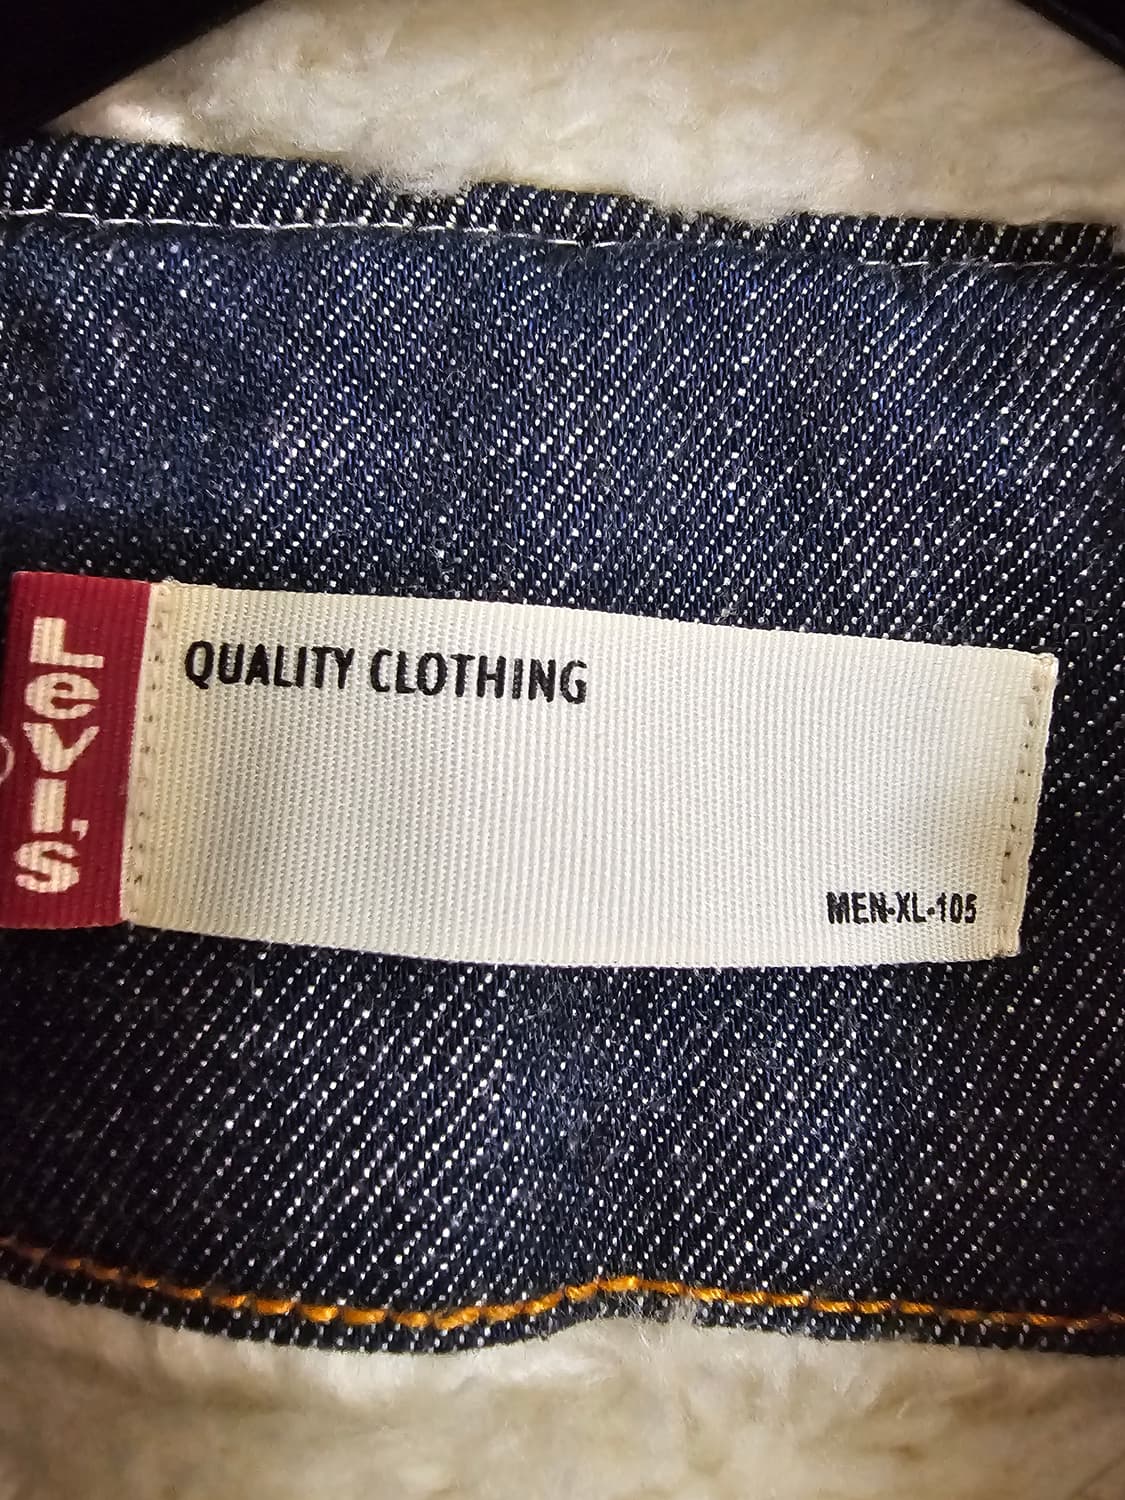 Levi's
QUALITY CLOTHING
MEN-XL-105